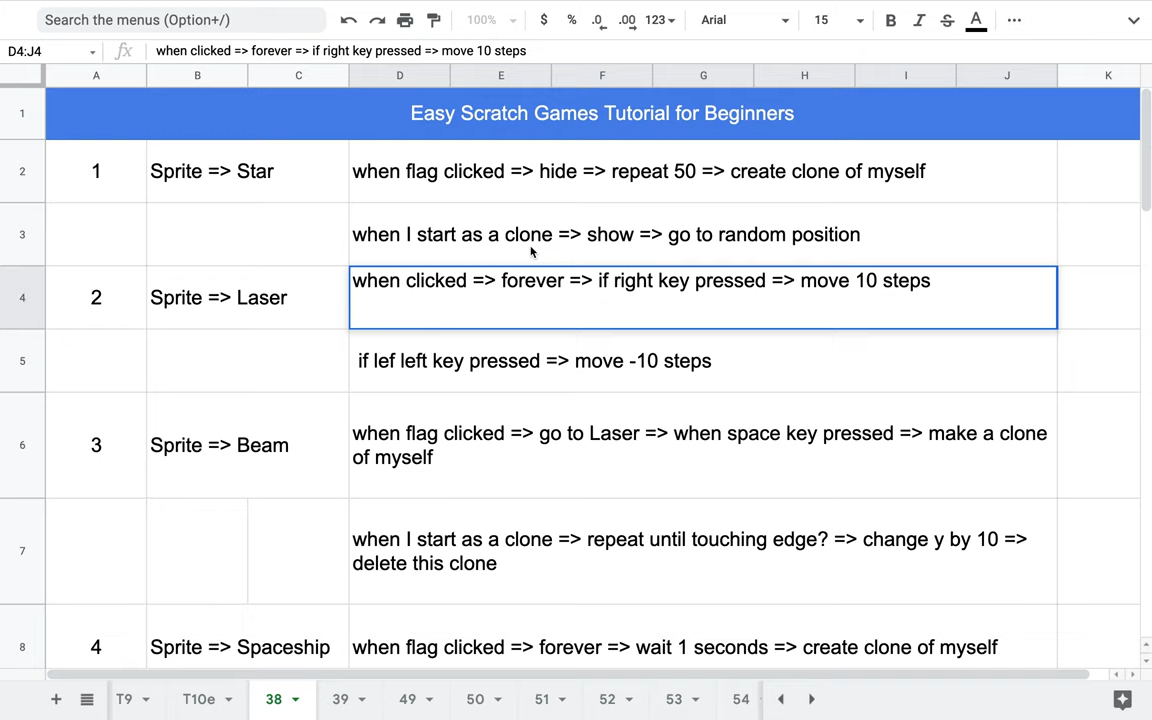 Search the menus (Option+/)
100%
$ % .0 .00 123
Arial
15
B I S A
D4:J4
fx
when clicked => forever => if right key pressed => move 10 steps
A B C D E F G H I J K
1 Easy Scratch Games Tutorial for Beginners
2 1 Sprite => Star when flag clicked => hide => repeat 50 => create clone of myself
3 when I start as a clone => show => go to random position
4 2 Sprite => Laser when clicked => forever => if right key pressed => move 10 steps
5 if lef left key pressed => move -10 steps
6 3 Sprite => Beam when flag clicked => go to Laser => when space key pressed => make a clone
of myself
7 when I start as a clone => repeat until touching edge? => change y by 10 =>
delete this clone
8 4 Sprite => Spaceship when flag clicked => forever => wait 1 seconds => create clone of myself
+ T9 T10e 38 39 49 50 51 52 53 54